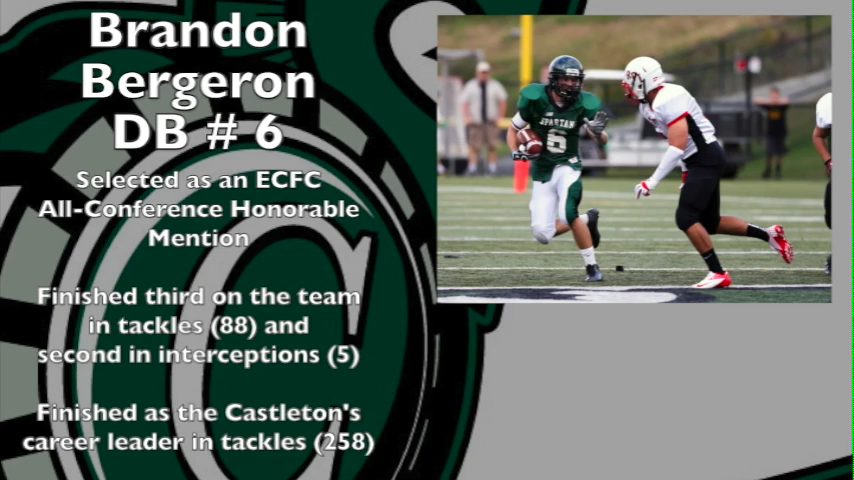 Brandon
Bergeron
DB # 6
Selected as an ECFC
All-Conference Honorable
Mention
Finished third on the team
in tackles (88) and
second in interceptions (5)
Finished as the Castleton's
career leader in tackles (258)
SPARTAN
6
C